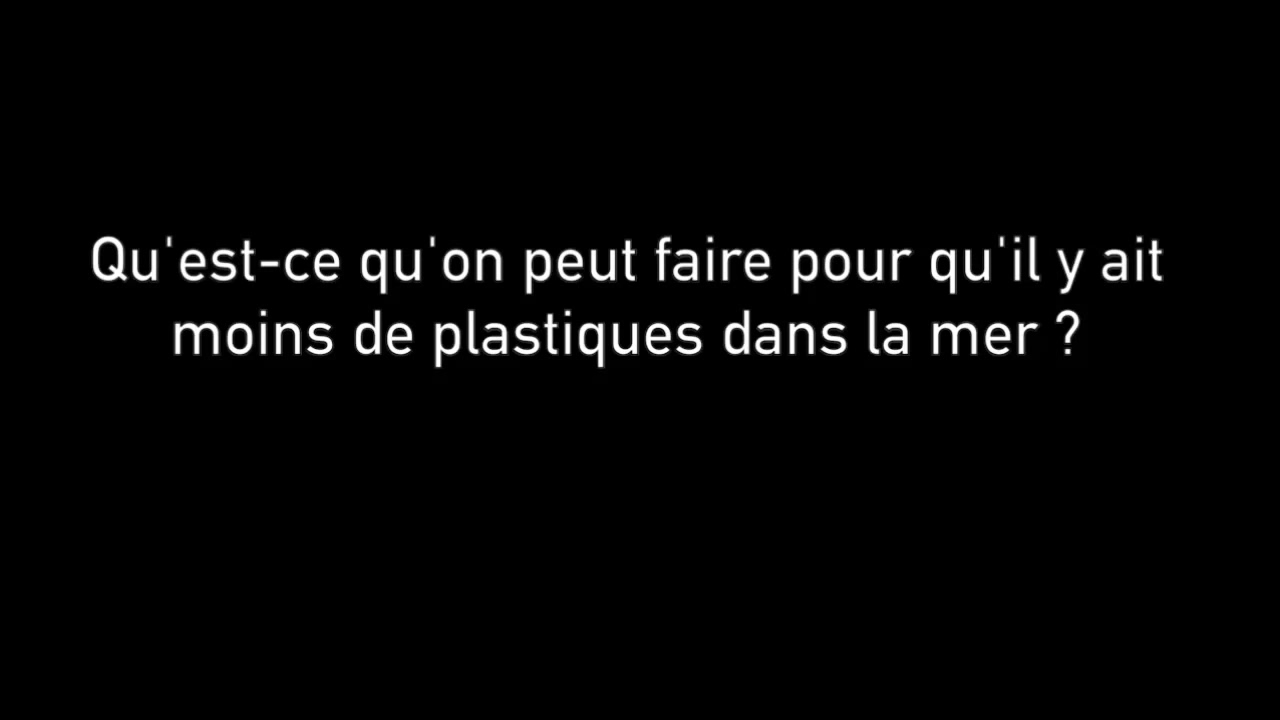 Qu'est-ce qu'on peut faire pour qu'il y ait
moins de plastiques dans la mer ?